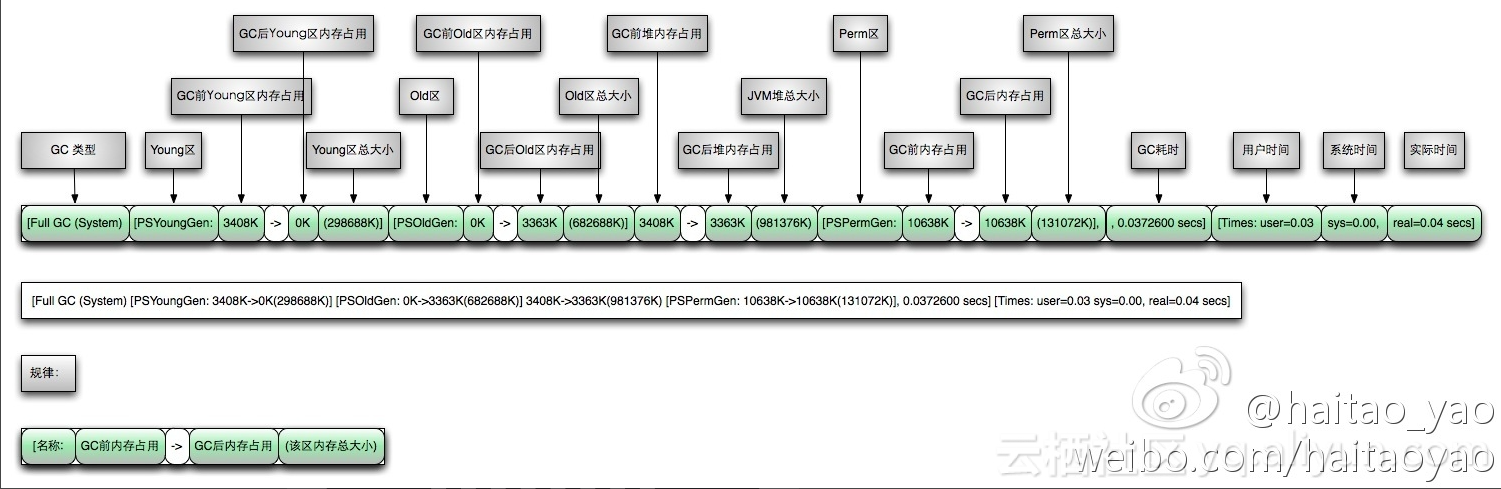 GC后Young区内存占用 GC前Old区内存占用 GC前堆内存占用 Perm区 Perm区总大小
GC前Young区内存占用 Old区 Old区总大小 JVM堆总大小 GC后内存占用
GC 类型 Young区 Young区总大小 GC后Old区内存占用 GC后堆内存占用 GC前内存占用 GC耗时 用户时间 系统时间 实际时间
[Full GC (System) [PSYoungGen: 3408K -> 0K (298688K)] [PSOldGen: 0K -> 3363K (682688K)] 3408K -> 3363K (981376K) [PSPermGen: 10638K -> 10638K (131072K)], , 0.0372600 secs] [Times: user=0.03 sys=0.00, real=0.04 secs]
[Full GC (System) [PSYoungGen: 3408K->0K(298688K)] [PSOldGen: 0K->3363K(682688K)] 3408K->3363K(981376K) [PSPermGen: 10638K->10638K(131072K)], 0.0372600 secs] [Times: user=0.03 sys=0.00, real=0.04 secs]
规律：
[名称: GC前内存占用 -> GC后内存占用 (该区内存总大小)
@haitao_yao
云栖社区 yq.aliyun.com
weibo.com/haitaoyao